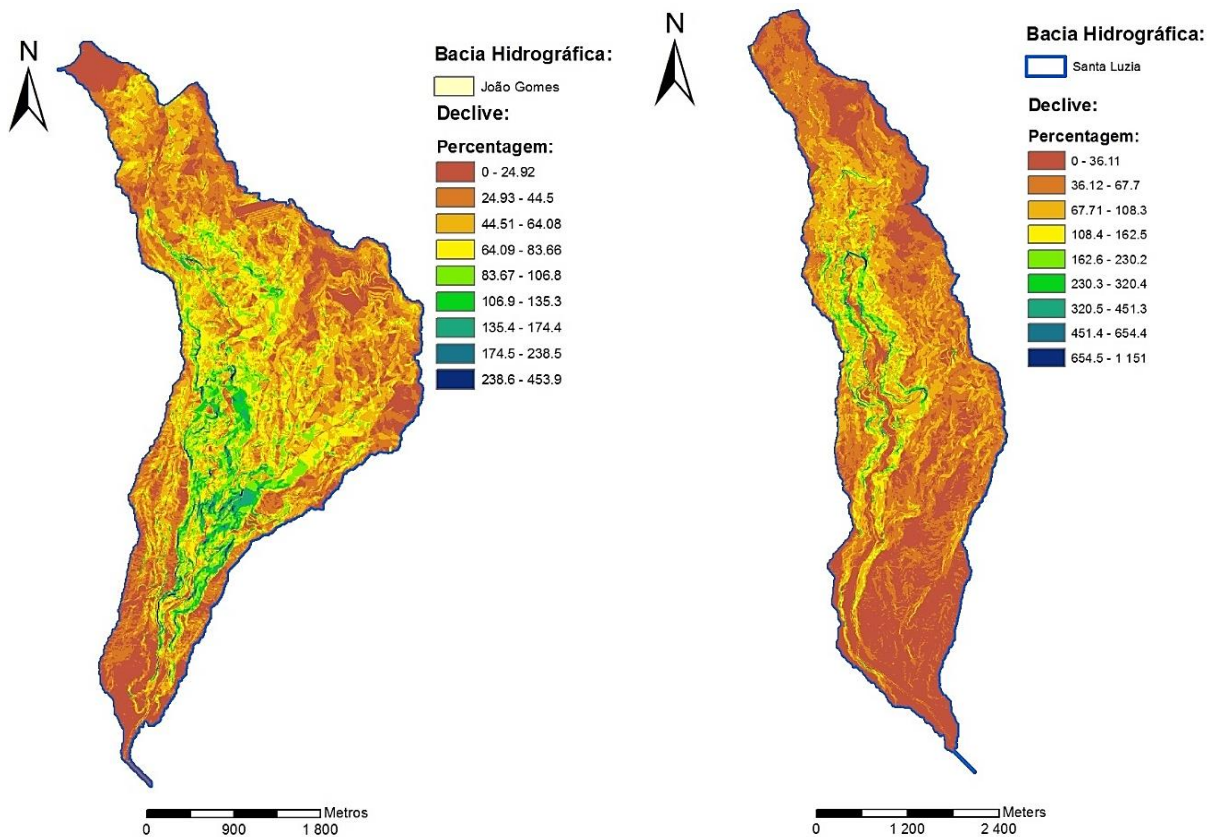 N
Bacia Hidrográfica:
João Gomes
Declive:
Percentagem:
0 - 24.92
24.93 - 44.5
44.51 - 64.08
64.09 - 83.66
83.67 - 106.8
106.9 - 135.3
135.4 - 174.4
174.5 - 238.5
238.6 - 453.9
Metros
0 900 1 800
N
Bacia Hidrográfica:
Santa Luzia
Declive:
Percentagem:
0 - 36.11
36.12 - 67.7
67.71 - 108.3
108.4 - 162.5
162.6 - 230.2
230.3 - 320.4
320.5 - 451.3
451.4 - 654.4
654.5 - 1 151
Meters
0 1 200 2 400